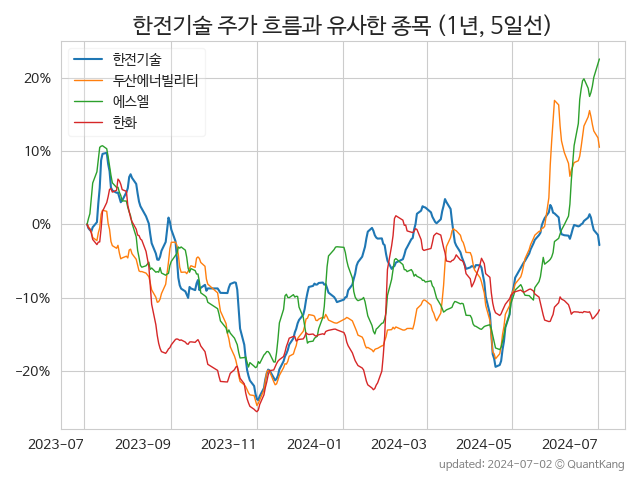 한전기술 주가 흐름과 유사한 종목 (1년, 5일선)
한전기술
두산에너빌리티
에스엘
한화
20%
10%
0%
−10%
−20%
2023-07 2023-09 2023-11 2024-01 2024-03 2024-05 2024-07
updated: 2024-07-02 © QuantKang